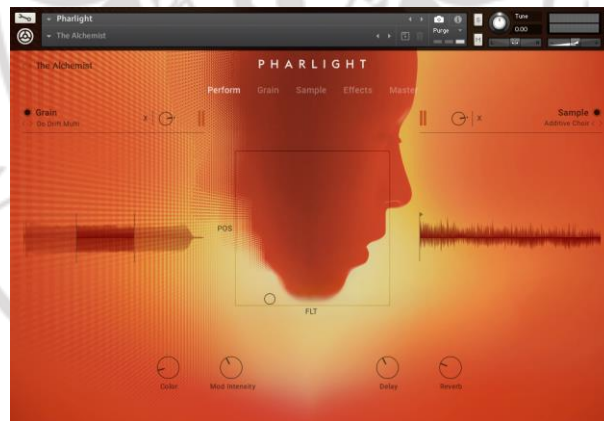 Pharlight
The Alchemist
Purge
S
M
Tune
0.00
The Alchemist
PHARLIGHT
Perform Grain Sample Effects Master
Grain
X
X
Sample
Additive Choir
POS
FLT
Color
Mod Intensity
Delay
Reverb